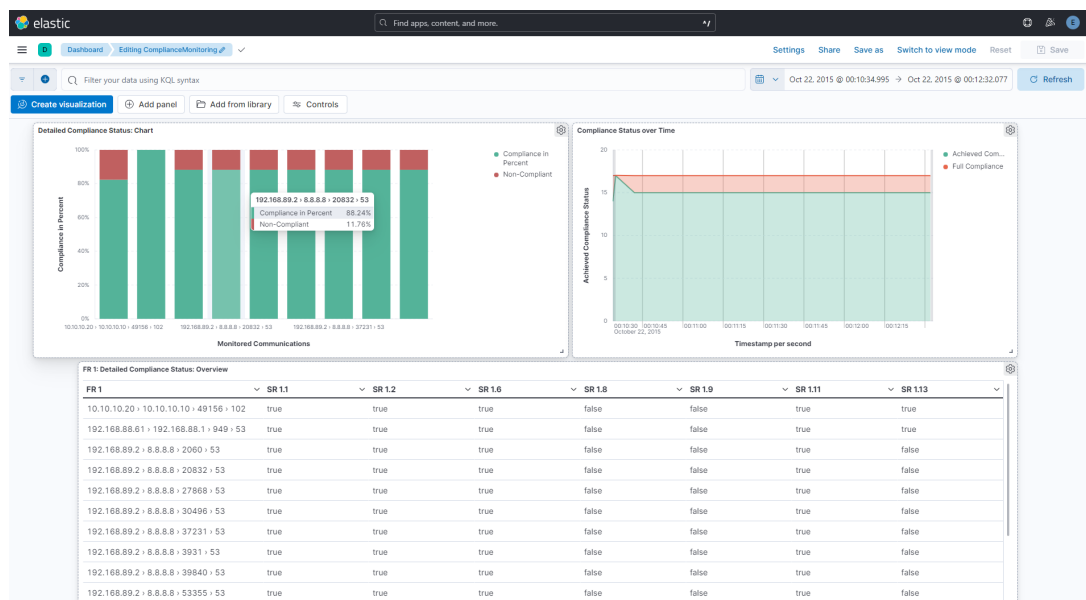 elastic
Find apps, content, and more.
^/
E
D
Dashboard
Editing ComplianceMonitoring
Settings
Share
Save as
Switch to view mode
Reset
Save
Filter your data using KQL syntax
Oct 22, 2015 @ 00:10:34.995 → Oct 22, 2015 @ 00:12:32.077
Refresh
Create visualization
Add panel
Add from library
Controls
Detailed Compliance Status: Chart
Compliance in Percent
100%
80%
60%
40%
20%
0%
192.168.89.2 › 8.8.8.8 › 20832 › 53
Compliance in Percent 88.24%
Non-Compliant 11.76%
10.10.10.20 › 10.10.10.10 › 49156 › 102
192.168.89.2 › 8.8.8.8 › 20832 › 53
192.168.89.2 › 8.8.8.8 › 37231 › 53
Monitored Communications
Compliance in
Percent
Non-Compliant
Compliance Status over Time
Achieved Compliance Status
20
15
10
5
0
00:10:30
00:10:45
00:11:00
00:11:15
00:11:30
00:11:45
00:12:00
00:12:15
October 22, 2015
Timestamp per second
Achieved Com...
Full Compliance
FR 1: Detailed Compliance Status: Overview
FR 1 SR 1.1 SR 1.2 SR 1.6 SR 1.8 SR 1.9 SR 1.11 SR 1.13
10.10.10.20 › 10.10.10.10 › 49156 › 102 true true true false false true true
192.168.88.61 › 192.168.88.1 › 949 › 53 true true true false false true true
192.168.89.2 › 8.8.8.8 › 2060 › 53 true true true false false true false
192.168.89.2 › 8.8.8.8 › 20832 › 53 true true true false false true false
192.168.89.2 › 8.8.8.8 › 27868 › 53 true true true false false true false
192.168.89.2 › 8.8.8.8 › 30496 › 53 true true true false false true false
192.168.89.2 › 8.8.8.8 › 37231 › 53 true true true false false true false
192.168.89.2 › 8.8.8.8 › 3931 › 53 true true true false false true false
192.168.89.2 › 8.8.8.8 › 39840 › 53 true true true false false true false
192.168.89.2 › 8.8.8.8 › 53355 › 53 true true true false false true false